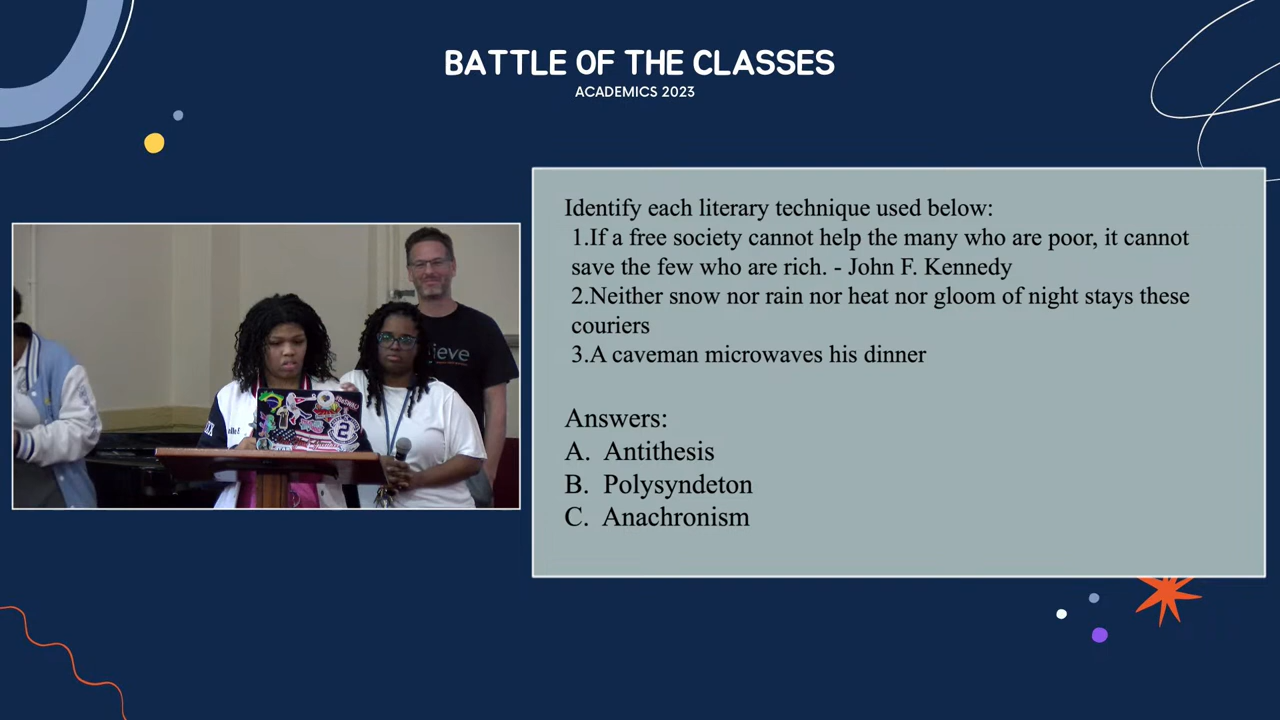 BATTLE OF THE CLASSES
ACADEMICS 2023
Identify each literary technique used below:
1.If a free society cannot help the many who are poor, it cannot
save the few who are rich. - John F. Kennedy
2.Neither snow nor rain nor heat nor gloom of night stays these
couriers
3.A caveman microwaves his dinner
Answers:
A. Antithesis
B. Polysyndeton
C. Anachronism
ieve
2